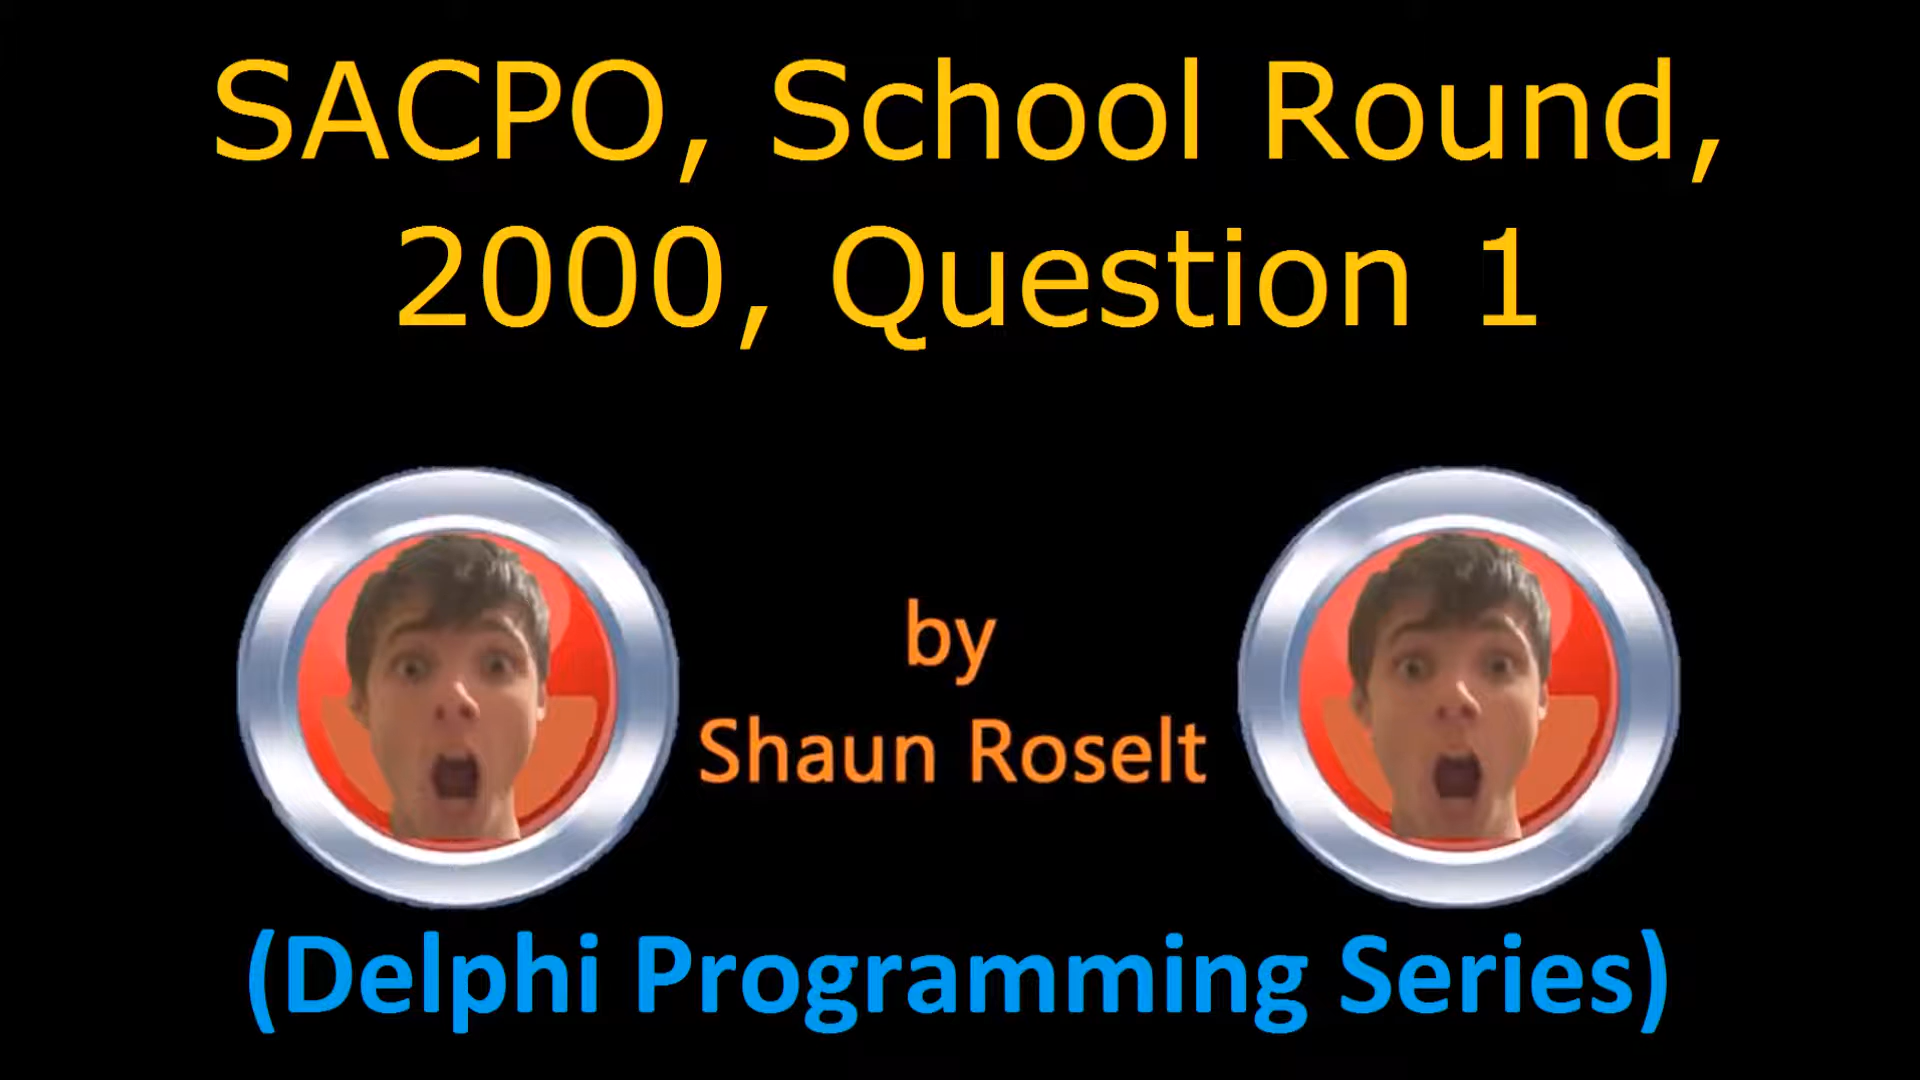 SACPO, School Round,
2000, Question 1
by
Shaun Roselt
(Delphi Programming Series)